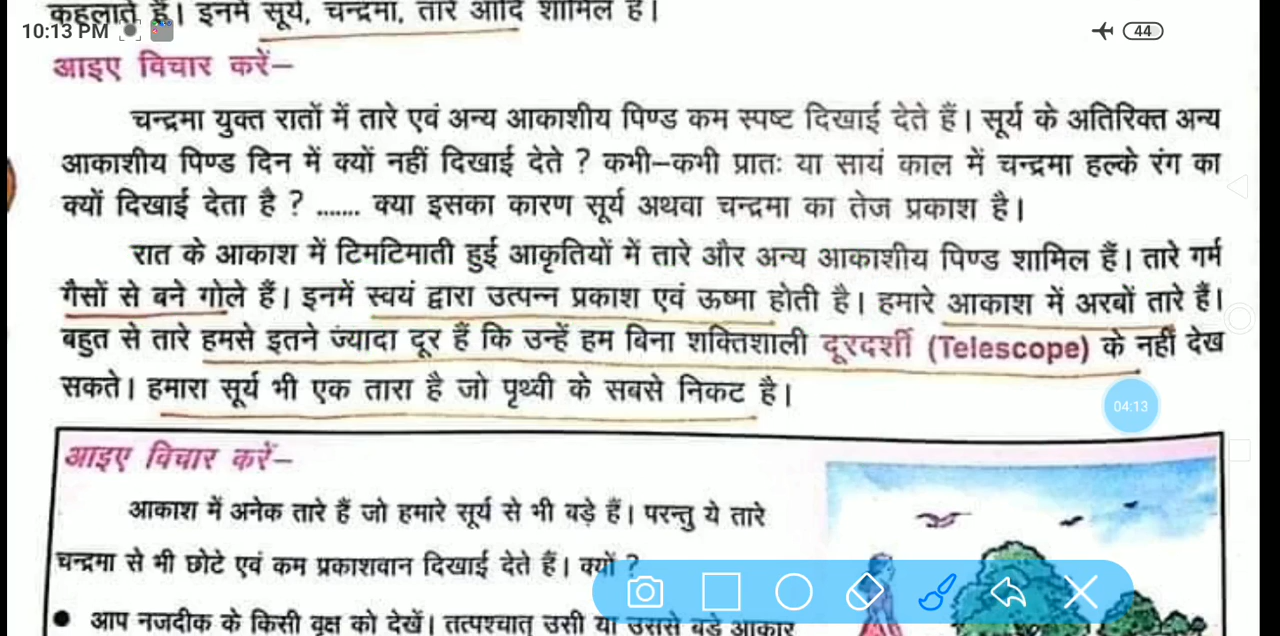 कहलाते हैं। इनमें सूर्य, चन्द्रमा, तारे आदि शामिल हैं।
10:13 PM
44
आइए विचार करें–
चन्द्रमा युक्त रातों में तारे एवं अन्य आकाशीय पिण्ड कम स्पष्ट दिखाई देते हैं। सूर्य के अतिरिक्त अन्य
आकाशीय पिण्ड दिन में क्यों नहीं दिखाई देते ? कभी–कभी प्रातः या सायं काल में चन्द्रमा हल्के रंग का
क्यों दिखाई देता है ? ....... क्या इसका कारण सूर्य अथवा चन्द्रमा का तेज प्रकाश है।
रात के आकाश में टिमटिमाती हुई आकृतियों में तारे और अन्य आकाशीय पिण्ड शामिल हैं। तारे गर्म
गैसों से बने गोले हैं। इनमें स्वयं द्वारा उत्पन्न प्रकाश एवं ऊष्मा होती है। हमारे आकाश में अरबों तारे हैं।
बहुत से तारे हमसे इतने ज्यादा दूर हैं कि उन्हें हम बिना शक्तिशाली दूरदर्शी (Telescope) के नहीं देख
सकते। हमारा सूर्य भी एक तारा है जो पृथ्वी के सबसे निकट है।
04:13
आइए विचार करें–
आकाश में अनेक तारे हैं जो हमारे सूर्य से भी बड़े हैं। परन्तु ये तारे
चन्द्रमा से भी छोटे एवं कम प्रकाशवान दिखाई देते हैं। क्यों ?
● आप नजदीक के किसी वृक्ष को देखें। तत्पश्चात् उसी या उससे बड़े आकार